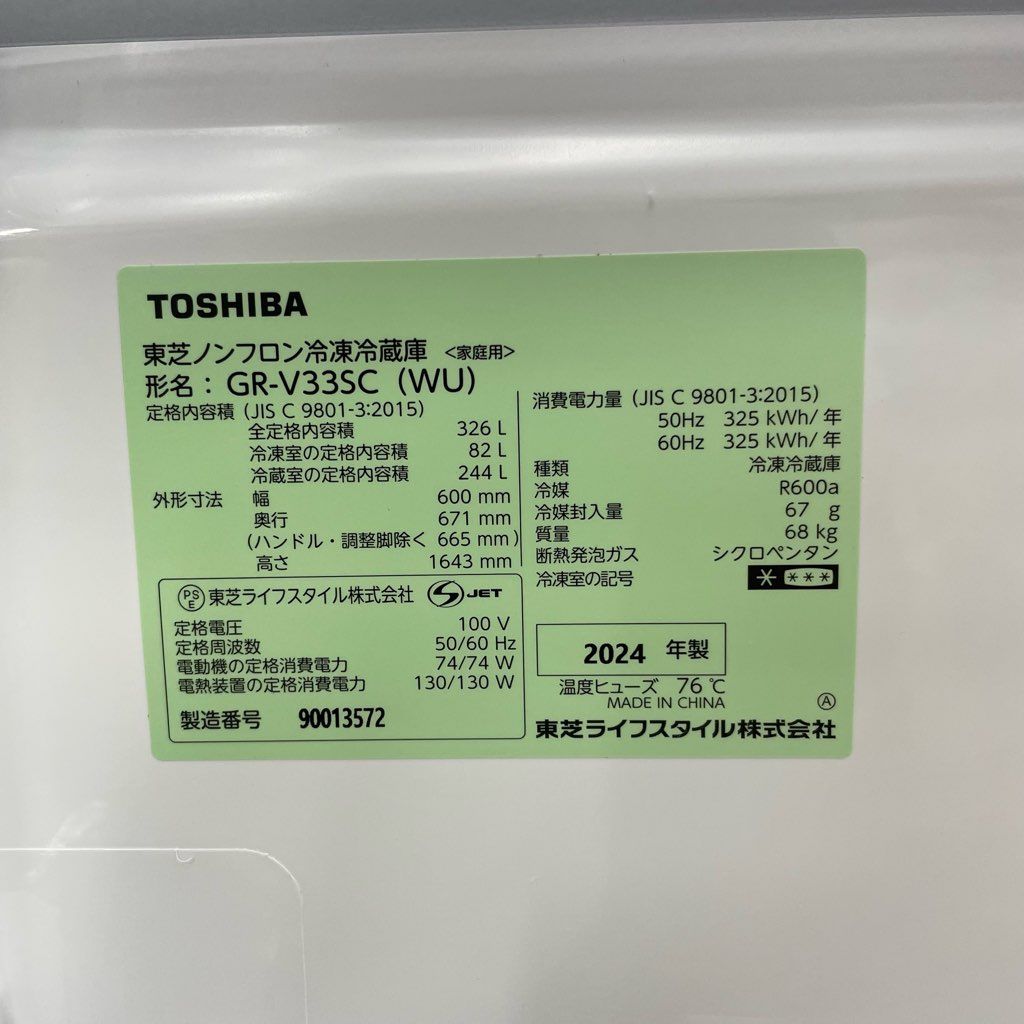 TOSHIBA
東芝ノンフロン冷凍冷蔵庫 <家庭用>
形名：GR-V33SC (WU)
定格内容積 (JIS C 9801-3:2015)
全定格内容積 326 L
冷凍室の定格内容積 82 L
冷蔵室の定格内容積 244 L
外形寸法 幅 600 mm
奥行 671 mm
(ハンドル・調整脚除く 665 mm)
高さ 1643 mm
PS E 東芝ライフスタイル株式会社 S JET
定格電圧 100 V
定格周波数 50/60 Hz
電動機の定格消費電力 74/74 W
電熱装置の定格消費電力 130/130 W
製造番号 90013572
消費電力量 (JIS C 9801-3:2015)
50Hz 325 kWh/年
60Hz 325 kWh/年
種類 冷凍冷蔵庫
冷媒 R600a
冷媒封入量 67 g
質量 68 kg
断熱発泡ガス シクロペンタン
冷凍室の記号 * ***
2024 年製
温度ヒューズ 76 ℃
MADE IN CHINA Ⓐ
東芝ライフスタイル株式会社